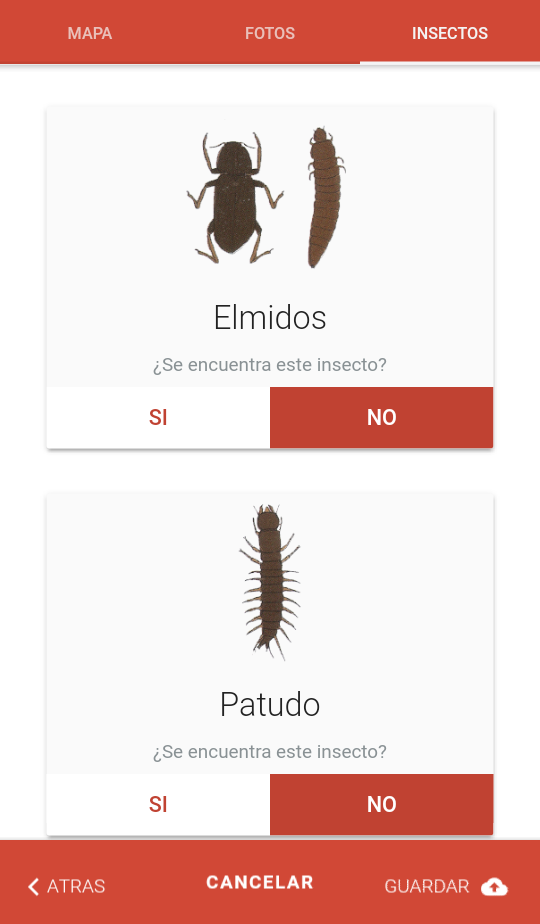 MAPA FOTOS INSECTOS
Elmidos
¿Se encuentra este insecto?
SI NO
Patudo
¿Se encuentra este insecto?
SI NO
ATRAS CANCELAR GUARDAR